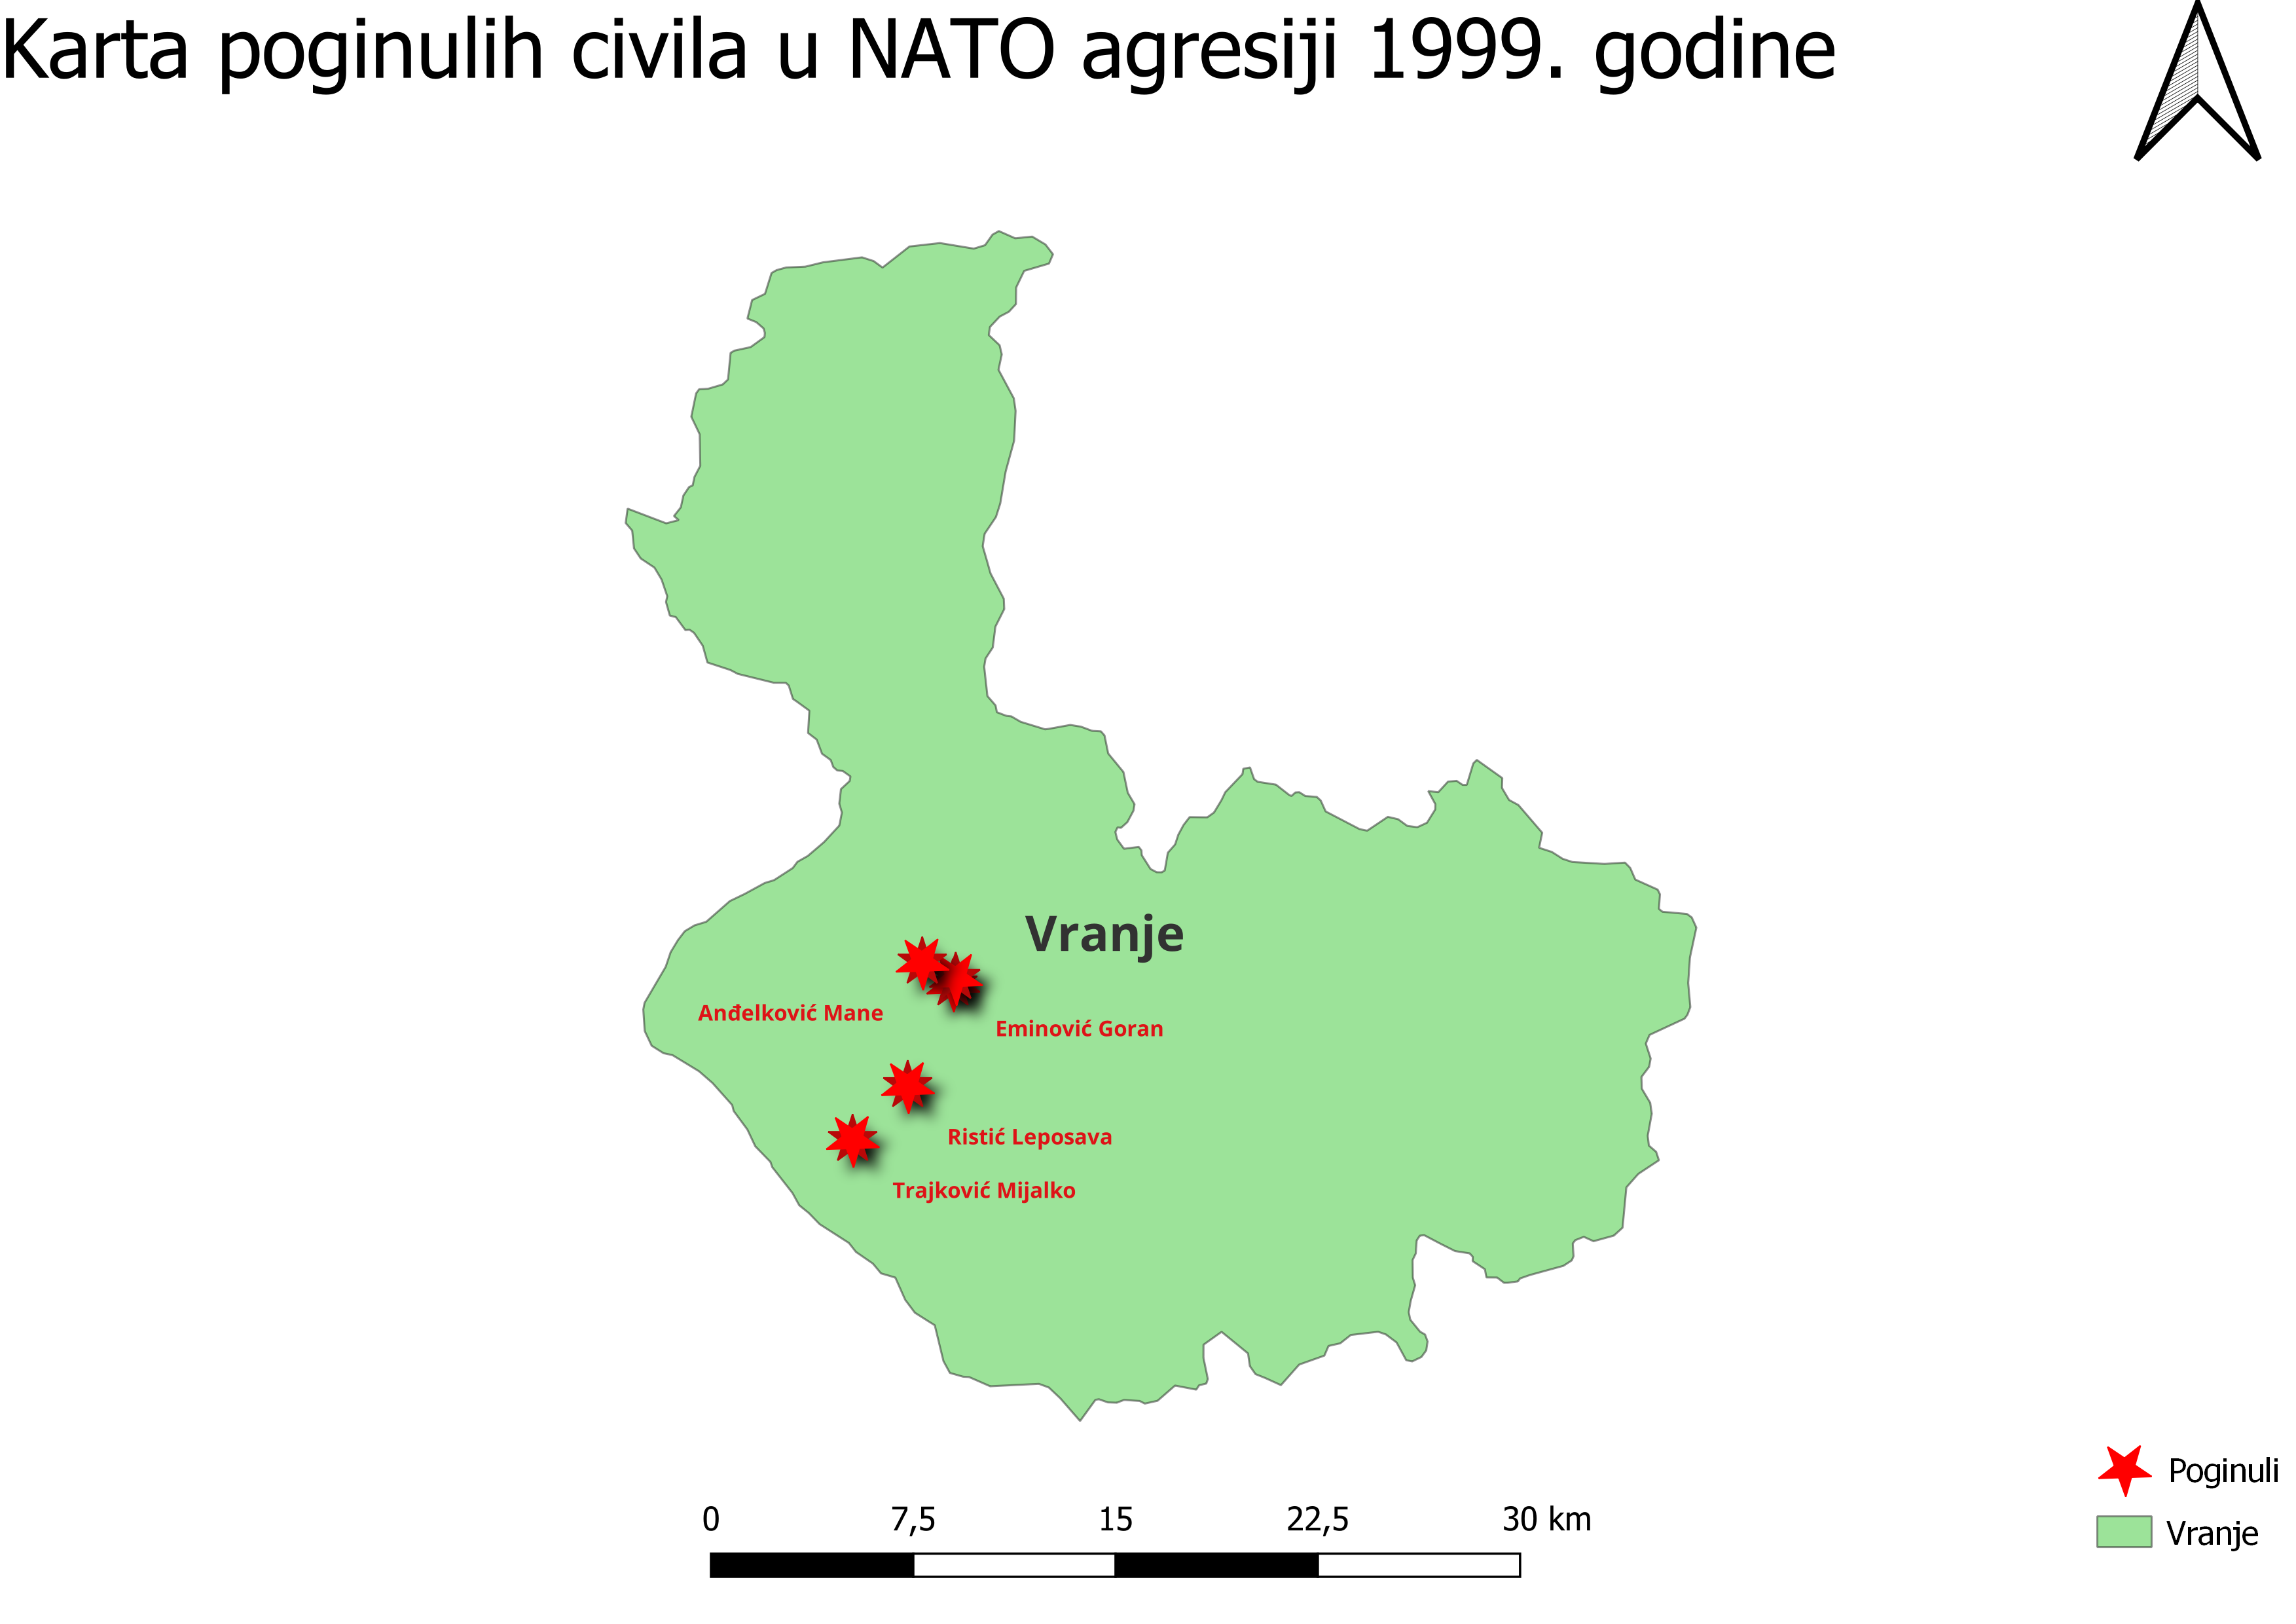 Karta poginulih civila u NATO agresiji 1999. godine
Vranje
Anđelković Mane
Eminović Goran
Ristić Leposava
Trajković Mijalko
Poginuli
Vranje
0 7,5 15 22,5 30 km